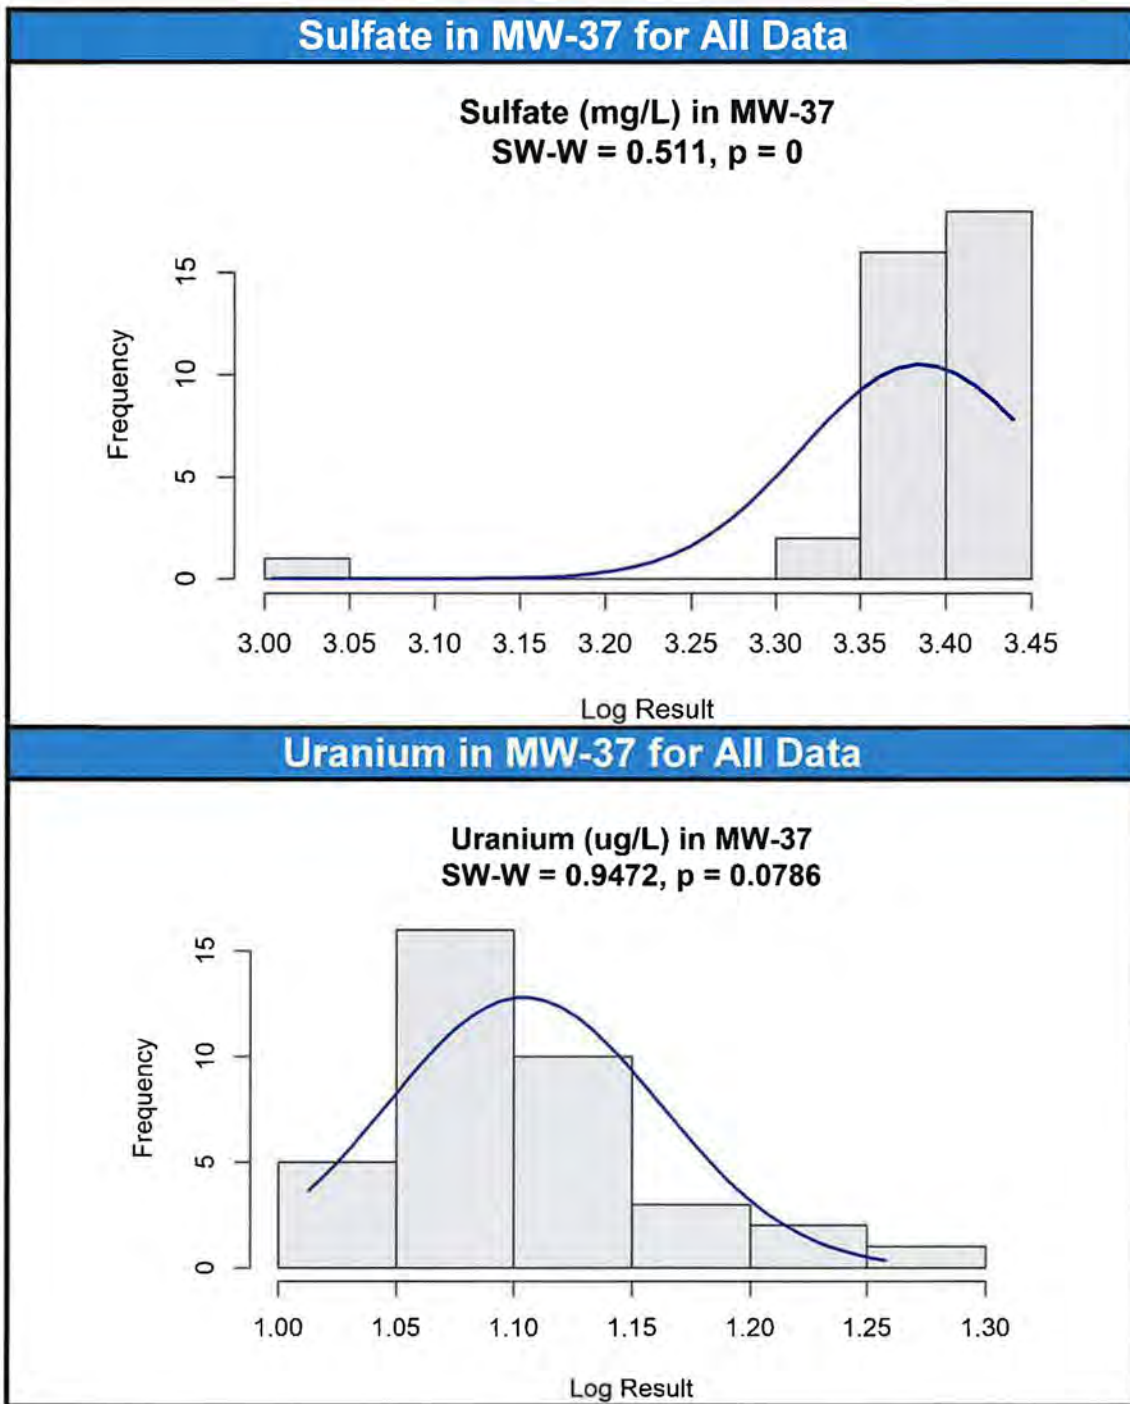 Sulfate in MW-37 for All Data
Sulfate (mg/L) in MW-37
SW-W = 0.511, p = 0
Frequency
15
10
5
0
3.00 3.05 3.10 3.15 3.20 3.25 3.30 3.35 3.40 3.45
Log Result
Uranium in MW-37 for All Data
Uranium (ug/L) in MW-37
SW-W = 0.9472, p = 0.0786
Frequency
15
10
5
0
1.00 1.05 1.10 1.15 1.20 1.25 1.30
Log Result